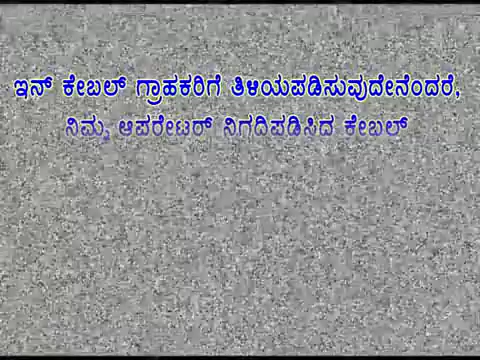 ಇನ್ ಕೇಬಲ್ ಗ್ರಾಹಕರಿಗೆ ತಿಳಿಯಪಡಿಸುವುದೇನೆಂದರೆ,
ನಿಮ್ಮ ಆಪರೇಟರ್ ನಿಗದಿಪಡಿಸಿದ ಕೇಬಲ್